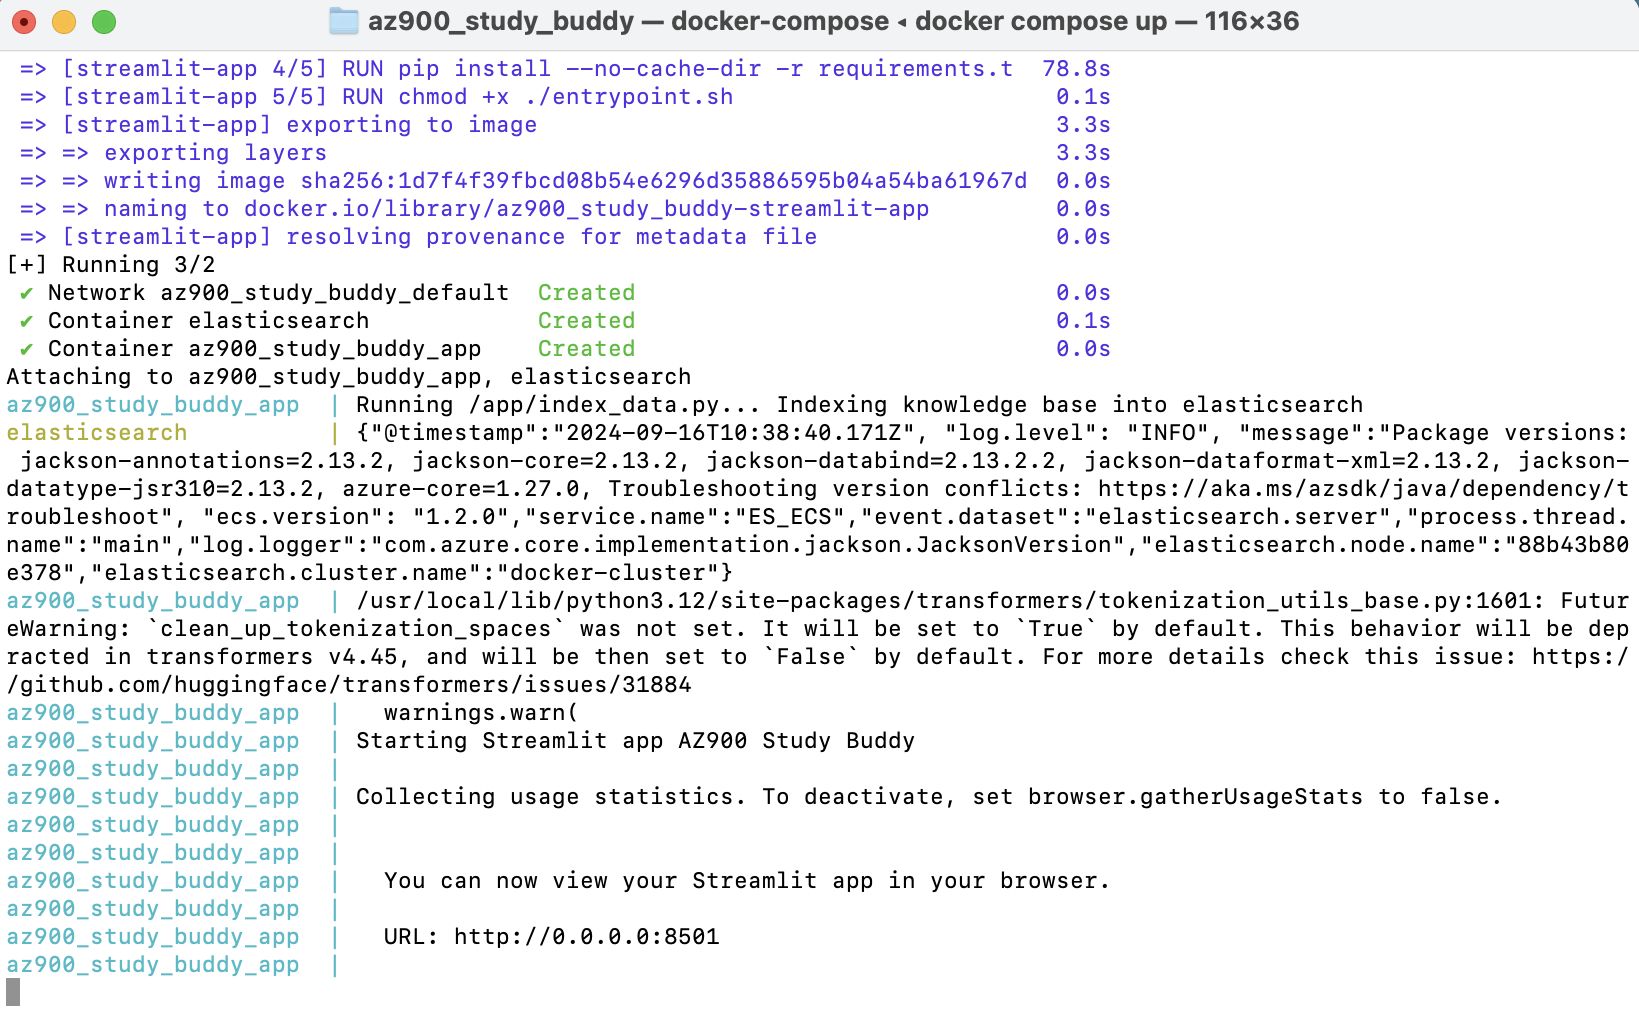 az900_study_buddy — docker-compose ◂ docker compose up — 116×36
=> [streamlit-app 4/5] RUN pip install --no-cache-dir -r requirements.t 78.8s
=> [streamlit-app 5/5] RUN chmod +x ./entrypoint.sh 0.1s
=> [streamlit-app] exporting to image 3.3s
=> => exporting layers 3.3s
=> => writing image sha256:1d7f4f39fbcd08b54e6296d35886595b04a54ba61967d 0.0s
=> => naming to docker.io/library/az900_study_buddy-streamlit-app 0.0s
=> [streamlit-app] resolving provenance for metadata file 0.0s
[+] Running 3/2
✔ Network az900_study_buddy_default Created 0.0s
✔ Container elasticsearch Created 0.1s
✔ Container az900_study_buddy_app Created 0.0s
Attaching to az900_study_buddy_app, elasticsearch
az900_study_buddy_app | Running /app/index_data.py... Indexing knowledge base into elasticsearch
elasticsearch | {"@timestamp":"2024-09-16T10:38:40.171Z", "log.level": "INFO", "message":"Package versions:
jackson-annotations=2.13.2, jackson-core=2.13.2, jackson-databind=2.13.2.2, jackson-dataformat-xml=2.13.2, jackson-
datatype-jsr310=2.13.2, azure-core=1.27.0, Troubleshooting version conflicts: https://aka.ms/azsdk/java/dependency/t
roubleshoot", "ecs.version": "1.2.0","service.name":"ES_ECS","event.dataset":"elasticsearch.server","process.thread.
name":"main","log.logger":"com.azure.core.implementation.jackson.JacksonVersion","elasticsearch.node.name":"88b43b80
e378","elasticsearch.cluster.name":"docker-cluster"}
az900_study_buddy_app | /usr/local/lib/python3.12/site-packages/transformers/tokenization_utils_base.py:1601: Futur
eWarning: `clean_up_tokenization_spaces` was not set. It will be set to `True` by default. This behavior will be dep
racted in transformers v4.45, and will be then set to `False` by default. For more details check this issue: https:/
/github.com/huggingface/transformers/issues/31884
az900_study_buddy_app | warnings.warn(
az900_study_buddy_app | Starting Streamlit app AZ900 Study Buddy
az900_study_buddy_app |
az900_study_buddy_app | Collecting usage statistics. To deactivate, set browser.gatherUsageStats to false.
az900_study_buddy_app |
az900_study_buddy_app |
az900_study_buddy_app | You can now view your Streamlit app in your browser.
az900_study_buddy_app |
az900_study_buddy_app | URL: http://0.0.0.0:8501
az900_study_buddy_app |